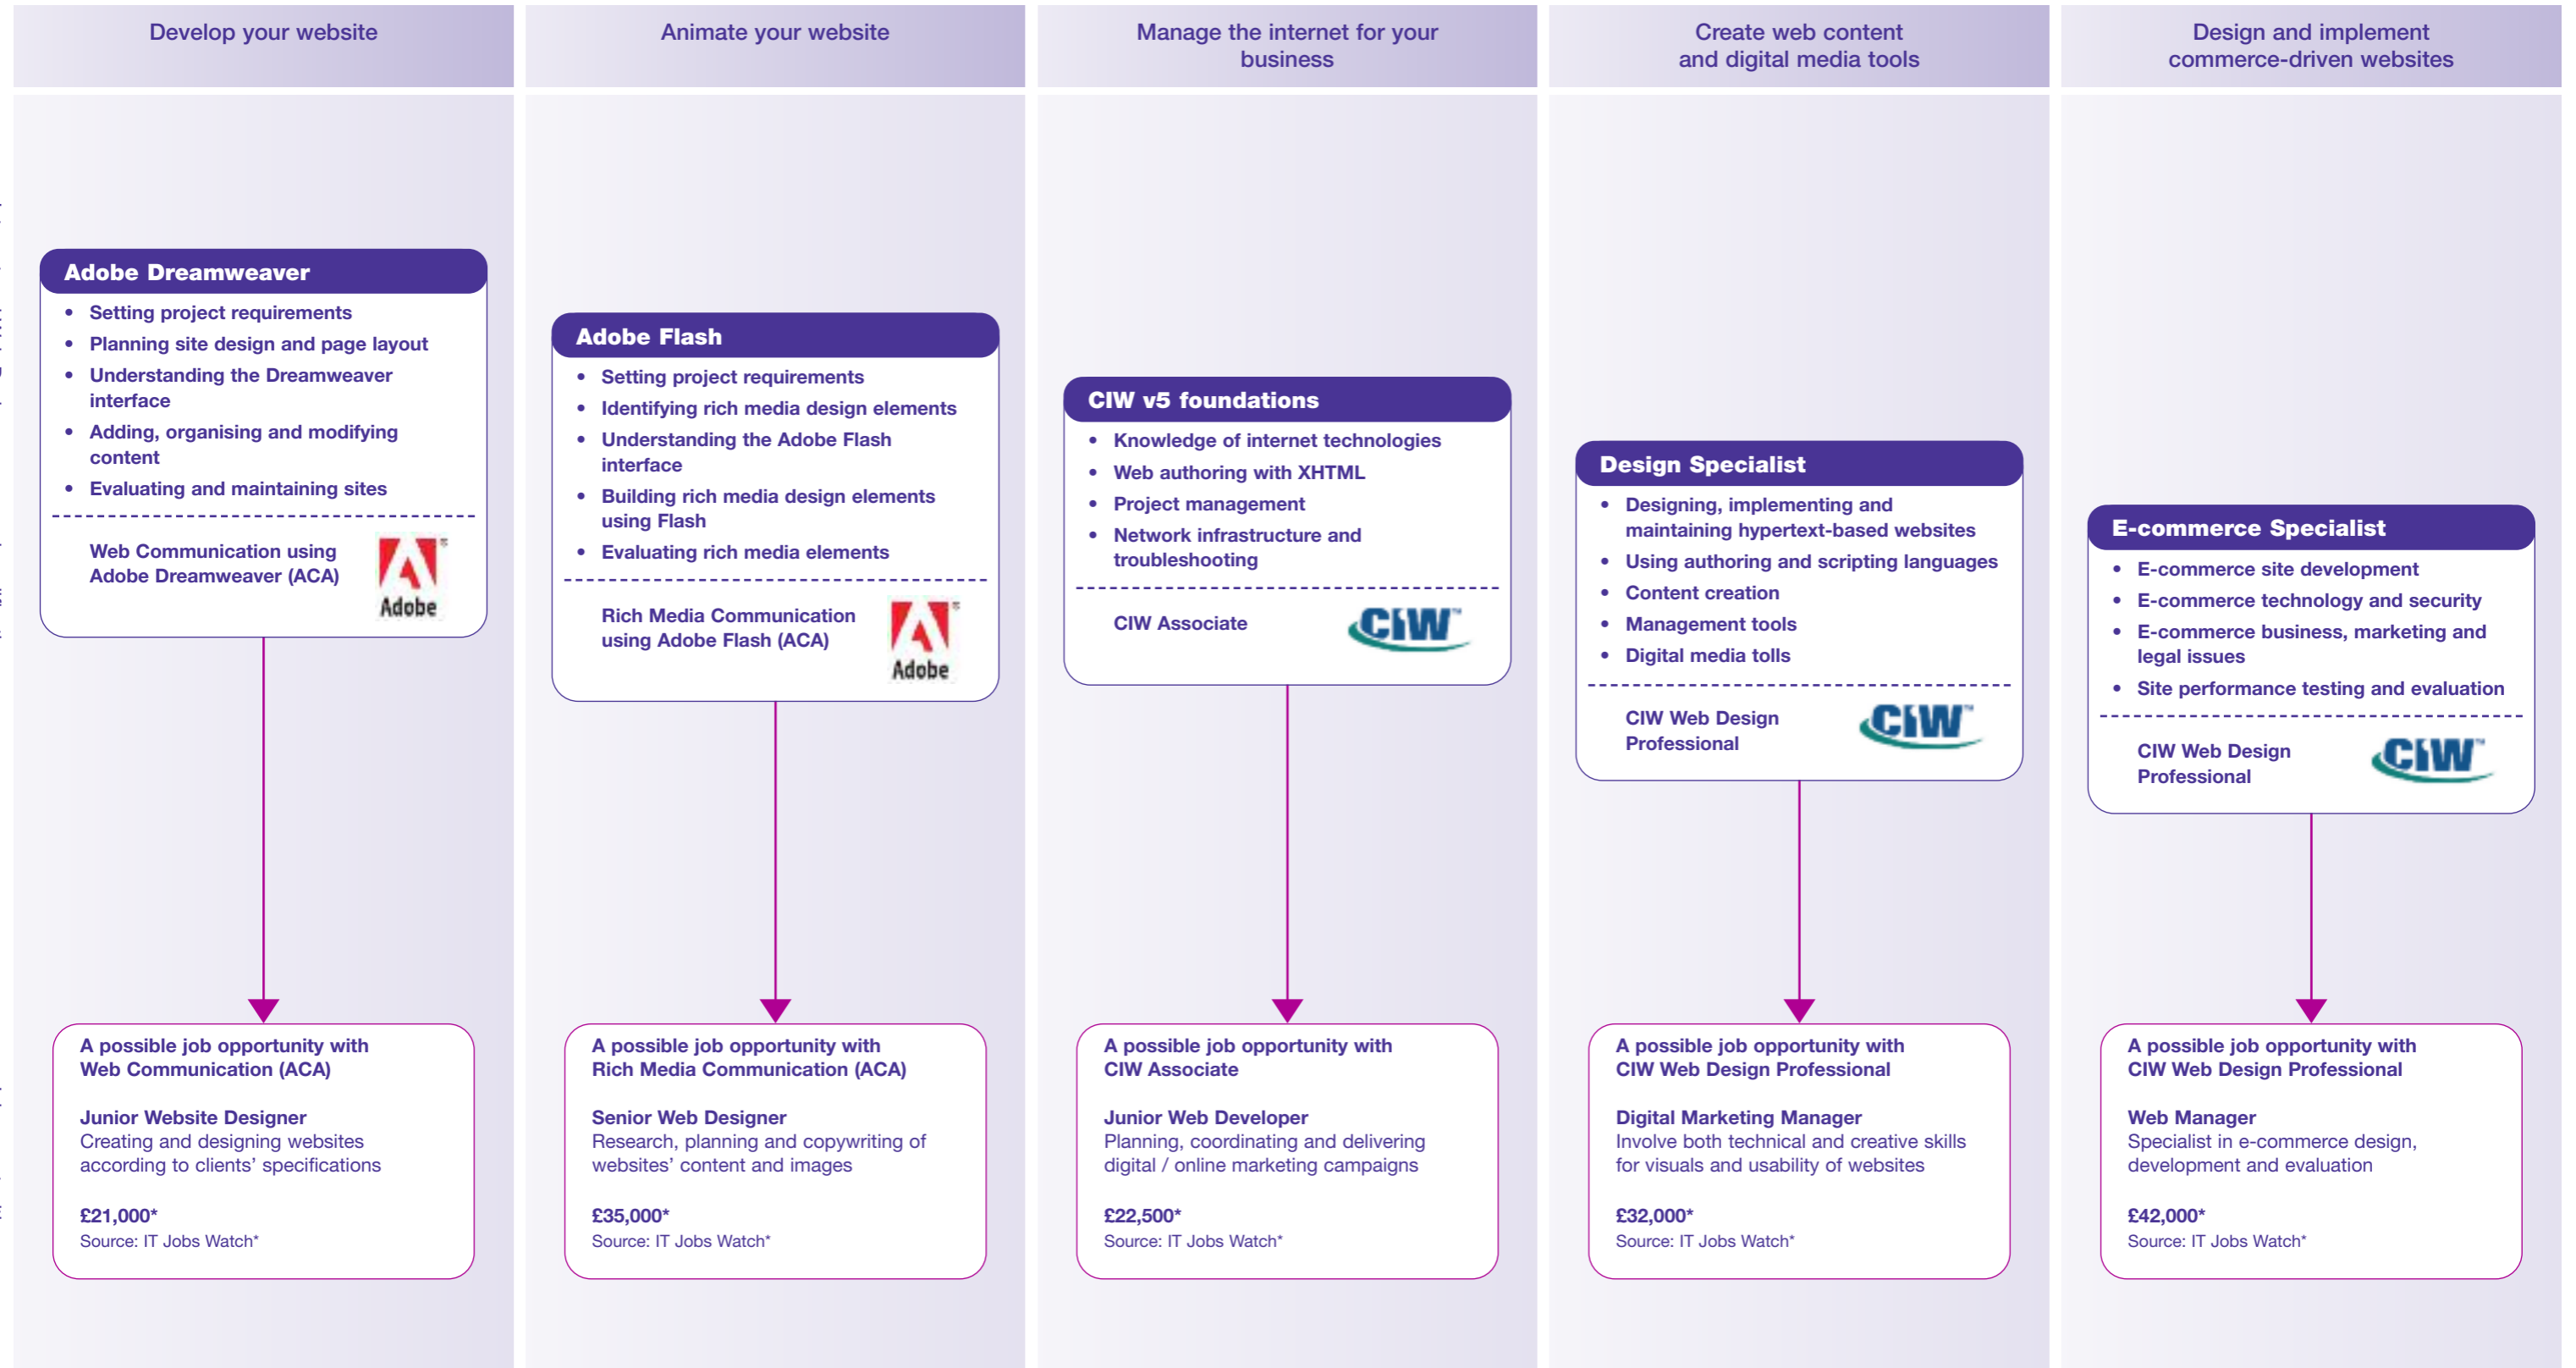 Develop your website
Adobe Dreamweaver
• Setting project requirements
• Planning site design and page layout
• Understanding the Dreamweaver
interface
• Adding, organising and modifying
content
• Evaluating and maintaining sites
Web Communication using
Adobe Dreamweaver (ACA)
Adobe
A possible job opportunity with
Web Communication (ACA)
Junior Website Designer
Creating and designing websites
according to clients' specifications
£21,000*
Source: IT Jobs Watch*
Animate your website
Adobe Flash
• Setting project requirements
• Identifying rich media design elements
• Understanding the Adobe Flash
interface
• Building rich media design elements
using Flash
• Evaluating rich media elements
Rich Media Communication
using Adobe Flash (ACA)
Adobe
A possible job opportunity with
Rich Media Communication (ACA)
Senior Web Designer
Research, planning and copywriting of
websites' content and images
£35,000*
Source: IT Jobs Watch*
Manage the internet for your
business
CIW v5 foundations
• Knowledge of internet technologies
• Web authoring with XHTML
• Project management
• Network infrastructure and
troubleshooting
CIW Associate
CIW™
A possible job opportunity with
CIW Associate
Junior Web Developer
Planning, coordinating and delivering
digital / online marketing campaigns
£22,500*
Source: IT Jobs Watch*
Create web content
and digital media tools
Design Specialist
• Designing, implementing and
maintaining hypertext-based websites
• Using authoring and scripting languages
• Content creation
• Management tools
• Digital media tolls
CIW Web Design
Professional
CIW™
A possible job opportunity with
CIW Web Design Professional
Digital Marketing Manager
Involve both technical and creative skills
for visuals and usability of websites
£32,000*
Source: IT Jobs Watch*
Design and implement
commerce-driven websites
E-commerce Specialist
• E-commerce site development
• E-commerce technology and security
• E-commerce business, marketing and
legal issues
• Site performance testing and evaluation
CIW Web Design
Professional
CIW™
A possible job opportunity with
CIW Web Design Professional
Web Manager
Specialist in e-commerce design,
development and evaluation
£42,000*
Source: IT Jobs Watch*